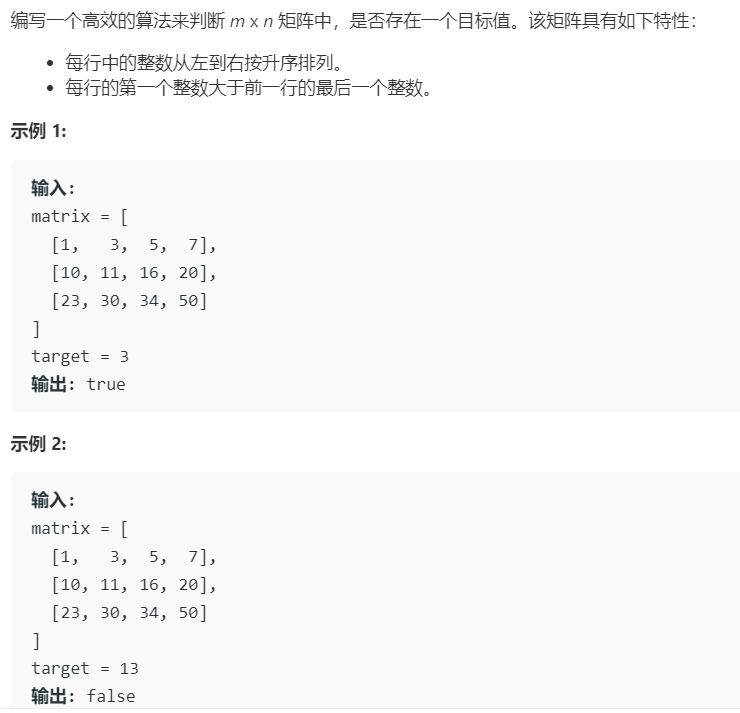 编写一个高效的算法来判断 m x n 矩阵中，是否存在一个目标值。该矩阵具有如下特性：
• 每行中的整数从左到右按升序排列。
• 每行的第一个整数大于前一行的最后一个整数。
示例 1:
输入:
matrix = [
  [1,   3,  5,  7],
  [10, 11, 16, 20],
  [23, 30, 34, 50]
]
target = 3
输出: true
示例 2:
输入:
matrix = [
  [1,   3,  5,  7],
  [10, 11, 16, 20],
  [23, 30, 34, 50]
]
target = 13
输出: false